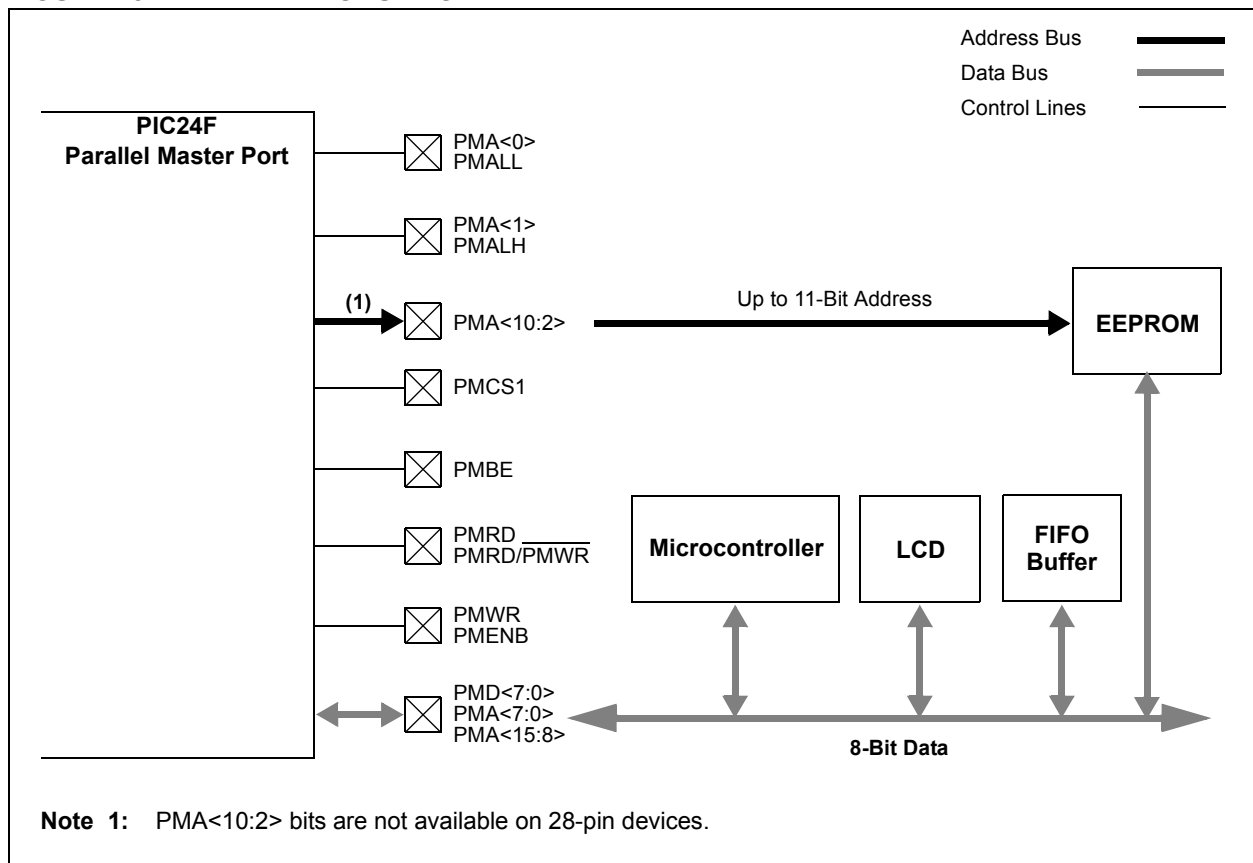 Address Bus
Data Bus
Control Lines
PIC24F
Parallel Master Port
PMA<0>
PMALL
PMA<1>
PMALH
(1)
PMA<10:2>
Up to 11-Bit Address
EEPROM
PMCS1
PMBE
PMRD
PMRD/PMWR
Microcontroller
LCD
FIFO
Buffer
PMWR
PMENB
PMD<7:0>
PMA<7:0>
PMA<15:8>
8-Bit Data
Note 1: PMA<10:2> bits are not available on 28-pin devices.